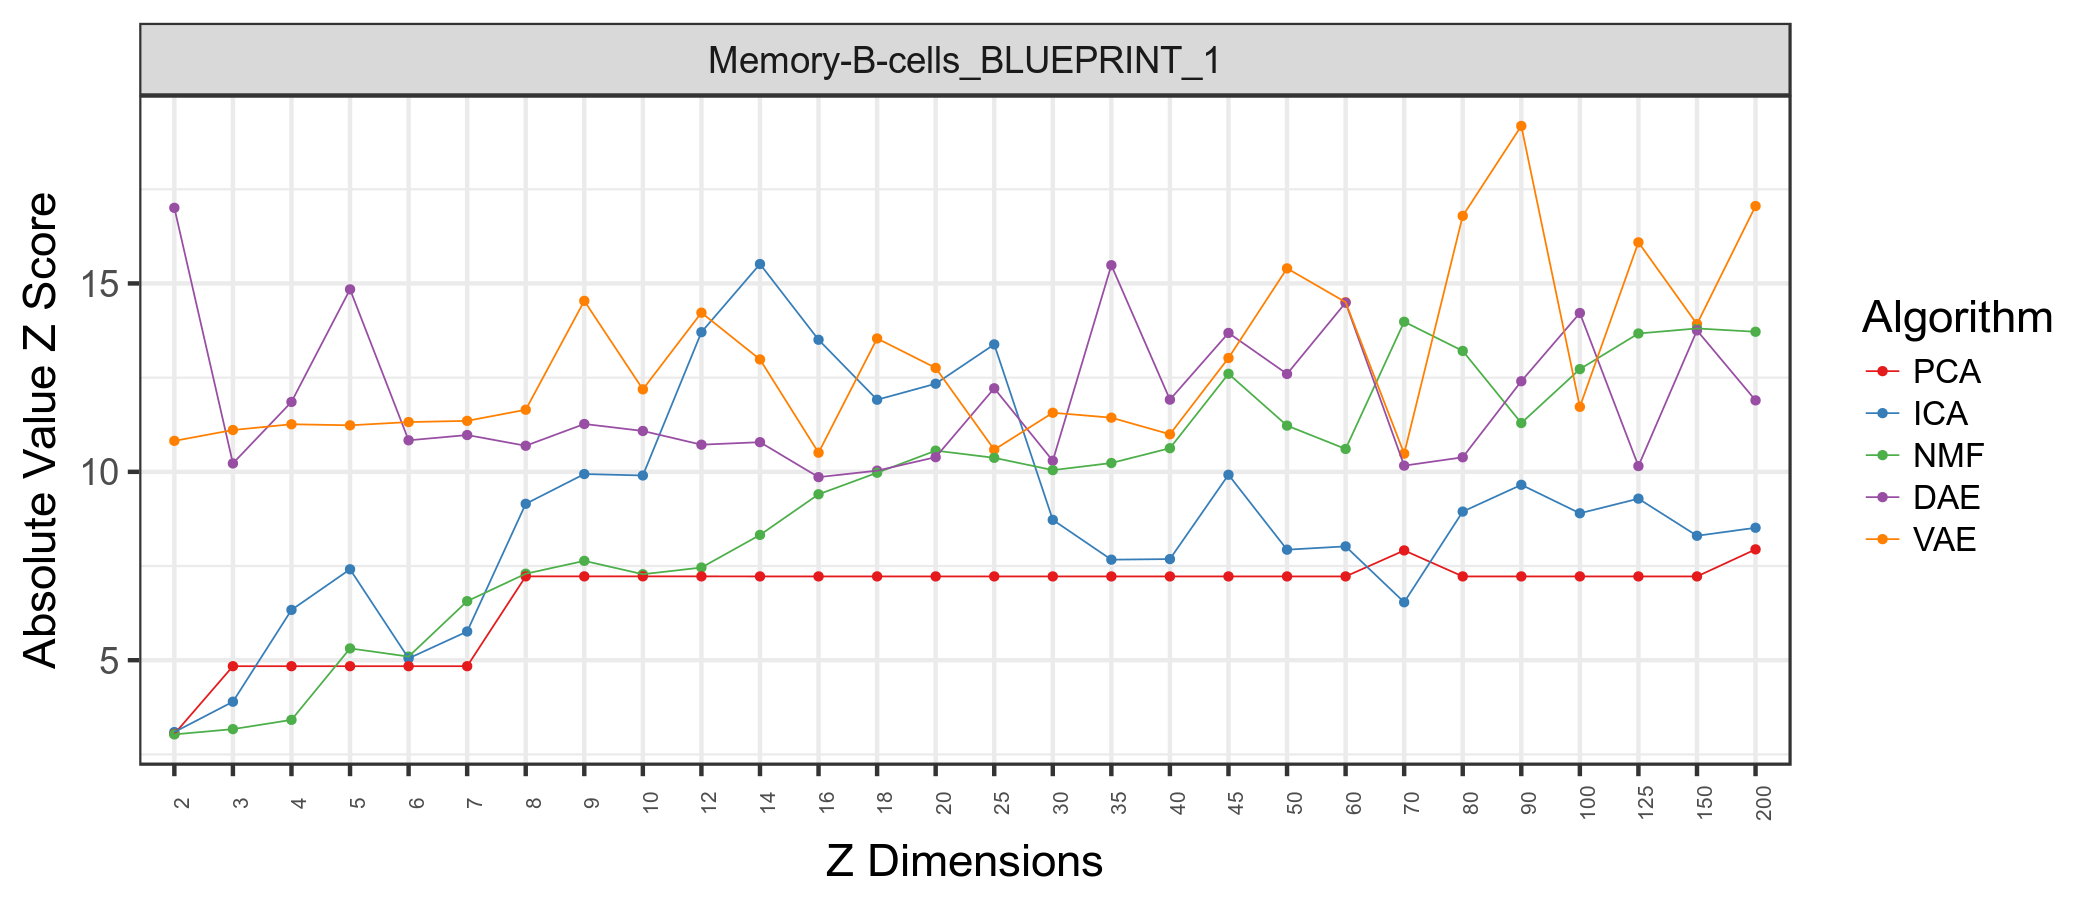 Memory-B-cells_BLUEPRINT_1
Absolute Value Z Score
15
10
5
2 3 4 5 6 7 8 9 10 12 14 16 18 20 25 30 35 40 45 50 60 70 80 90 100 125 150 200
Z Dimensions
Algorithm
PCA
ICA
NMF
DAE
VAE